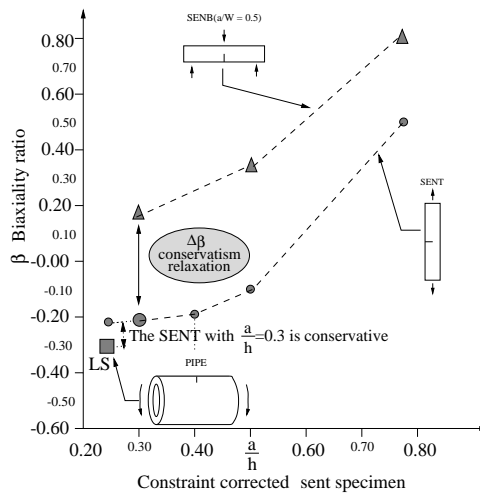 SENB(a/W = 0.5)
0.80
0.70
0.60
0.50
0.40
0.30
0.20
0.10
-0.00
-0.10
-0.20
-0.30
-0.40
-0.50
-0.60
β Biaxiality ratio
SENT
Δβ
conservatism
relaxation
The SENT with a/h=0.3 is conservative
LS
PIPE
0.20
0.30
0.40
a/h
0.60
0.70
0.80
Constraint corrected sent specimen